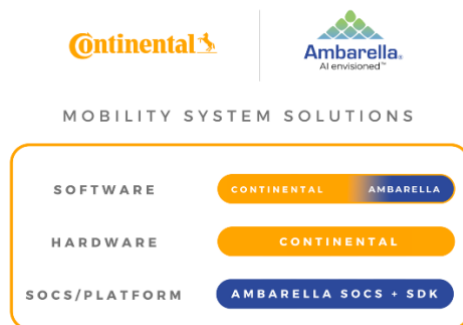 Continental
Ambarella®
AI envisioned™
MOBILITY SYSTEM SOLUTIONS
SOFTWARE CONTINENTAL AMBARELLA
HARDWARE CONTINENTAL
SOCS/PLATFORM AMBARELLA SOCS + SDK